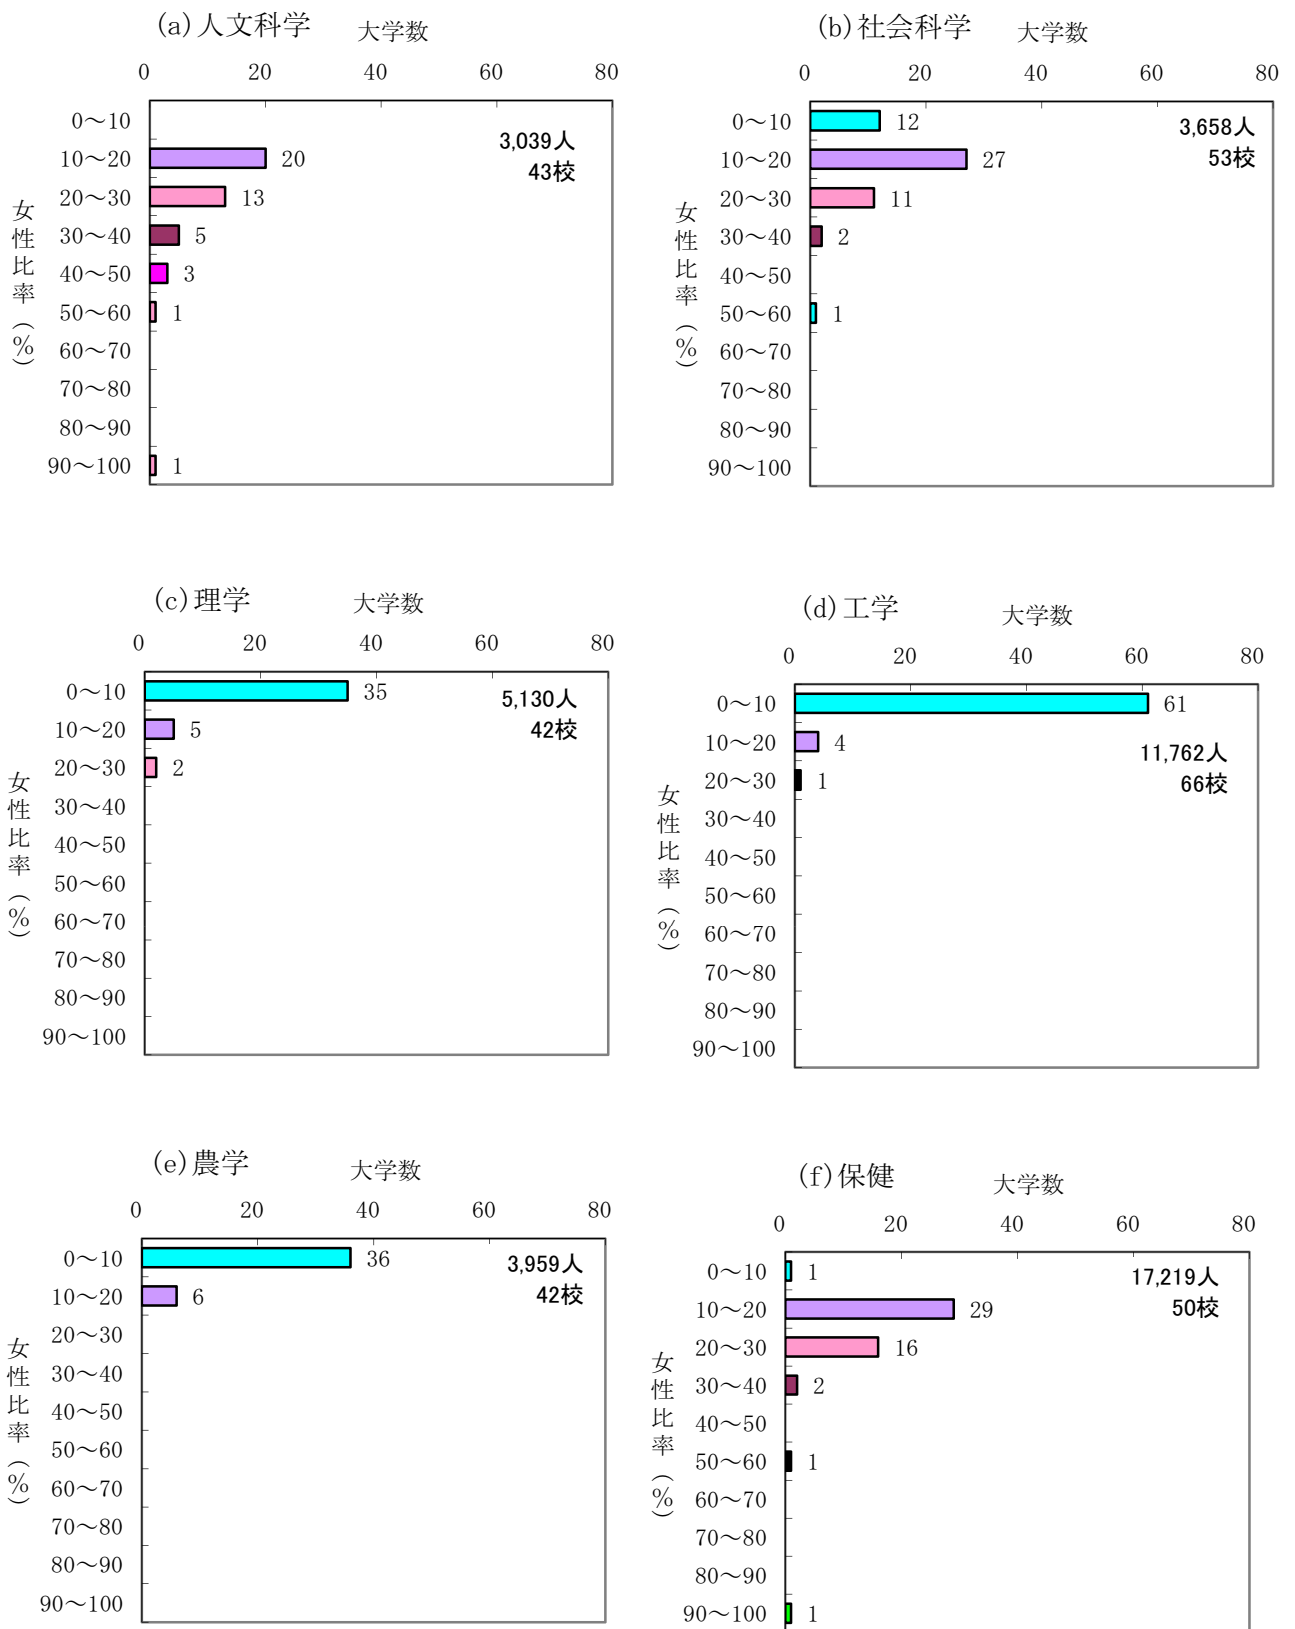 (a)人文科学 大学数
0 20 40 60 80
0～10
10～20 20
20～30 13
30～40 5
40～50 3
50～60 1
60～70
70～80
80～90
90～100 1
3,039人
43校
女性比率(%)
(b)社会科学 大学数
0 20 40 60 80
0～10 12
10～20 27
20～30 11
30～40 2
40～50
50～60 1
60～70
70～80
80～90
90～100
3,658人
53校
女性比率(%)
(c)理学 大学数
0 20 40 60 80
0～10 35
10～20 5
20～30 2
30～40
40～50
50～60
60～70
70～80
80～90
90～100
5,130人
42校
女性比率(%)
(d)工学 大学数
0 20 40 60 80
0～10 61
10～20 4
20～30 1
30～40
40～50
50～60
60～70
70～80
80～90
90～100
11,762人
66校
女性比率(%)
(e)農学 大学数
0 20 40 60 80
0～10 36
10～20 6
20～30
30～40
40～50
50～60
60～70
70～80
80～90
90～100
3,959人
42校
女性比率(%)
(f)保健 大学数
0 20 40 60 80
0～10 1
10～20 29
20～30 16
30～40 2
40～50
50～60 1
60～70
70～80
80～90
90～100 1
17,219人
50校
女性比率(%)